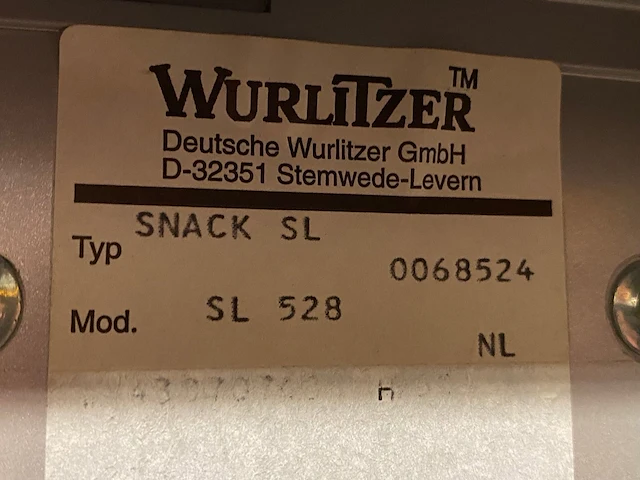 WURLITZER™
Deutsche Wurlitzer GmbH
D-32351 Stemwede-Levern
Typ SNACK SL
0068524
Mod. SL 528
NL